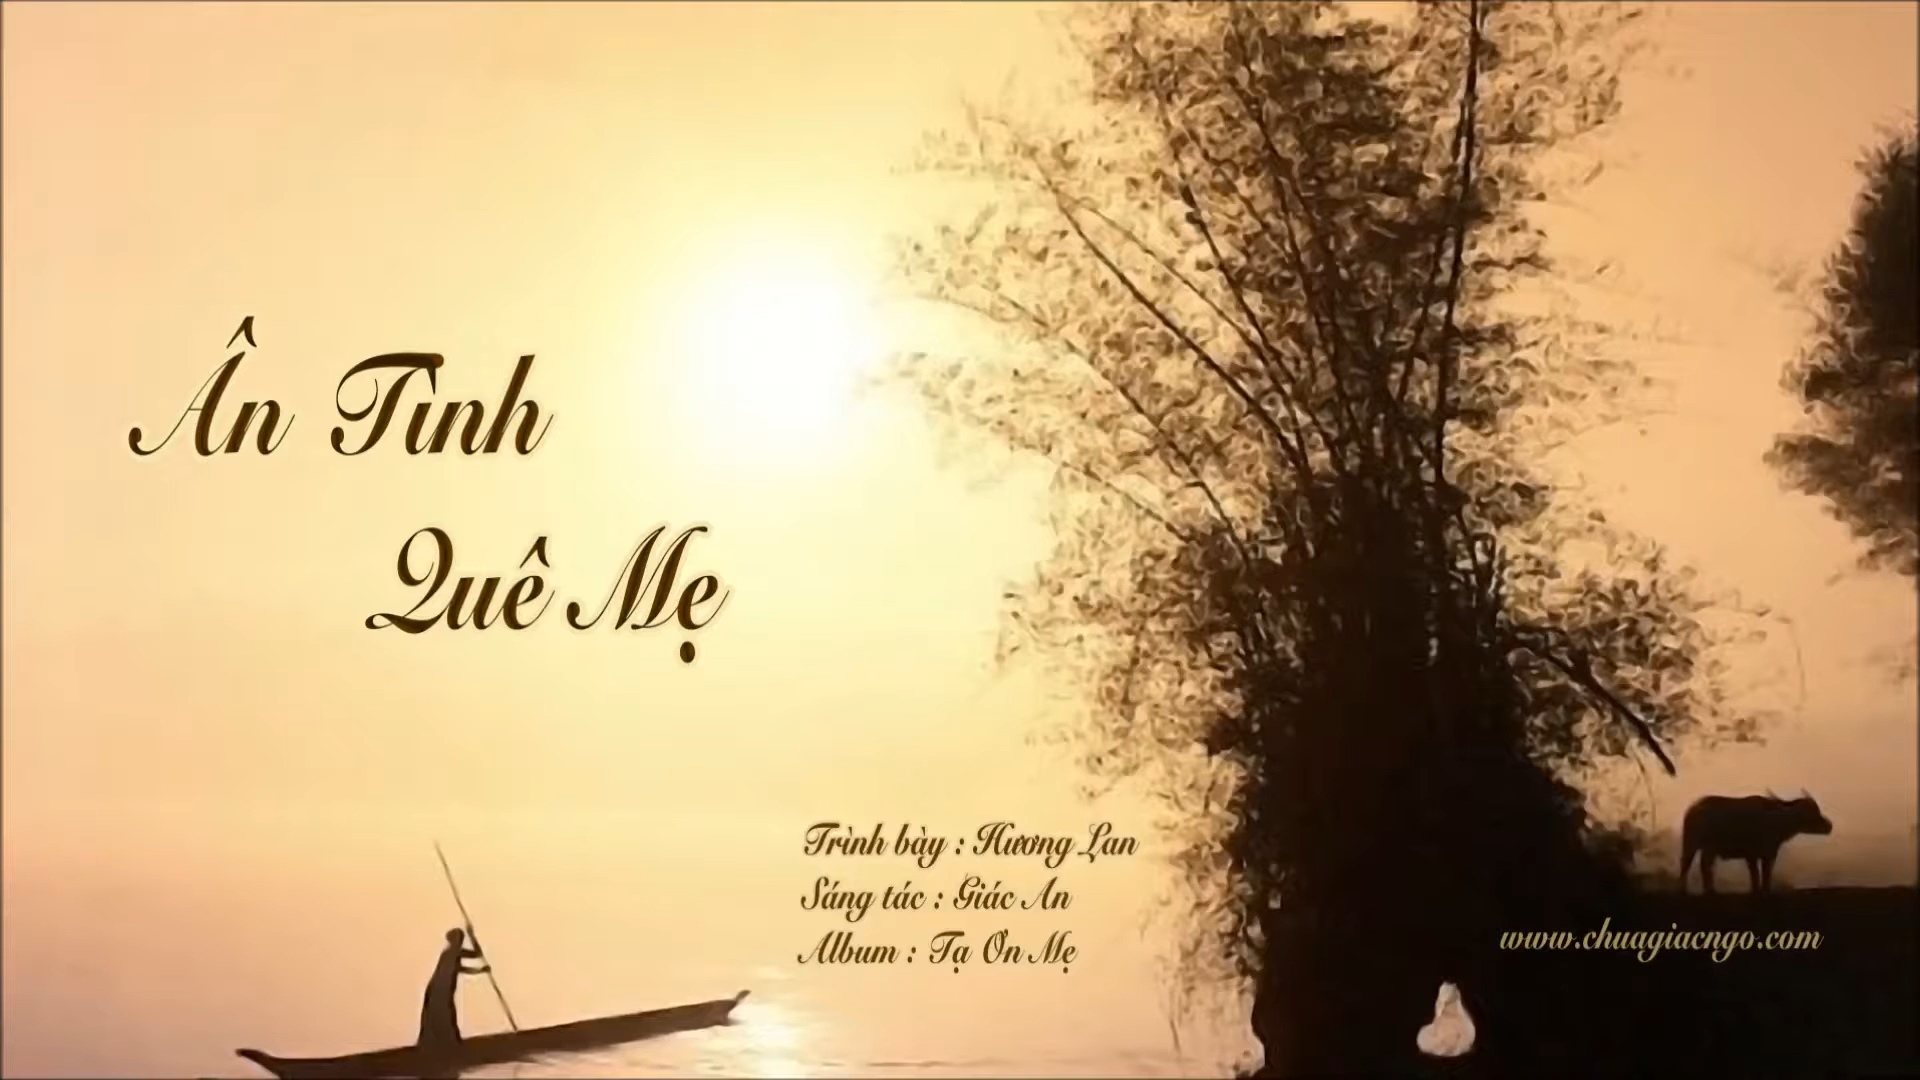 Ân Tình
Quê Mẹ
Trình bày : Hương Lan
Sáng tác : Giác An
Album : Tạ Ơn Mẹ
www.chuagiacngo.com